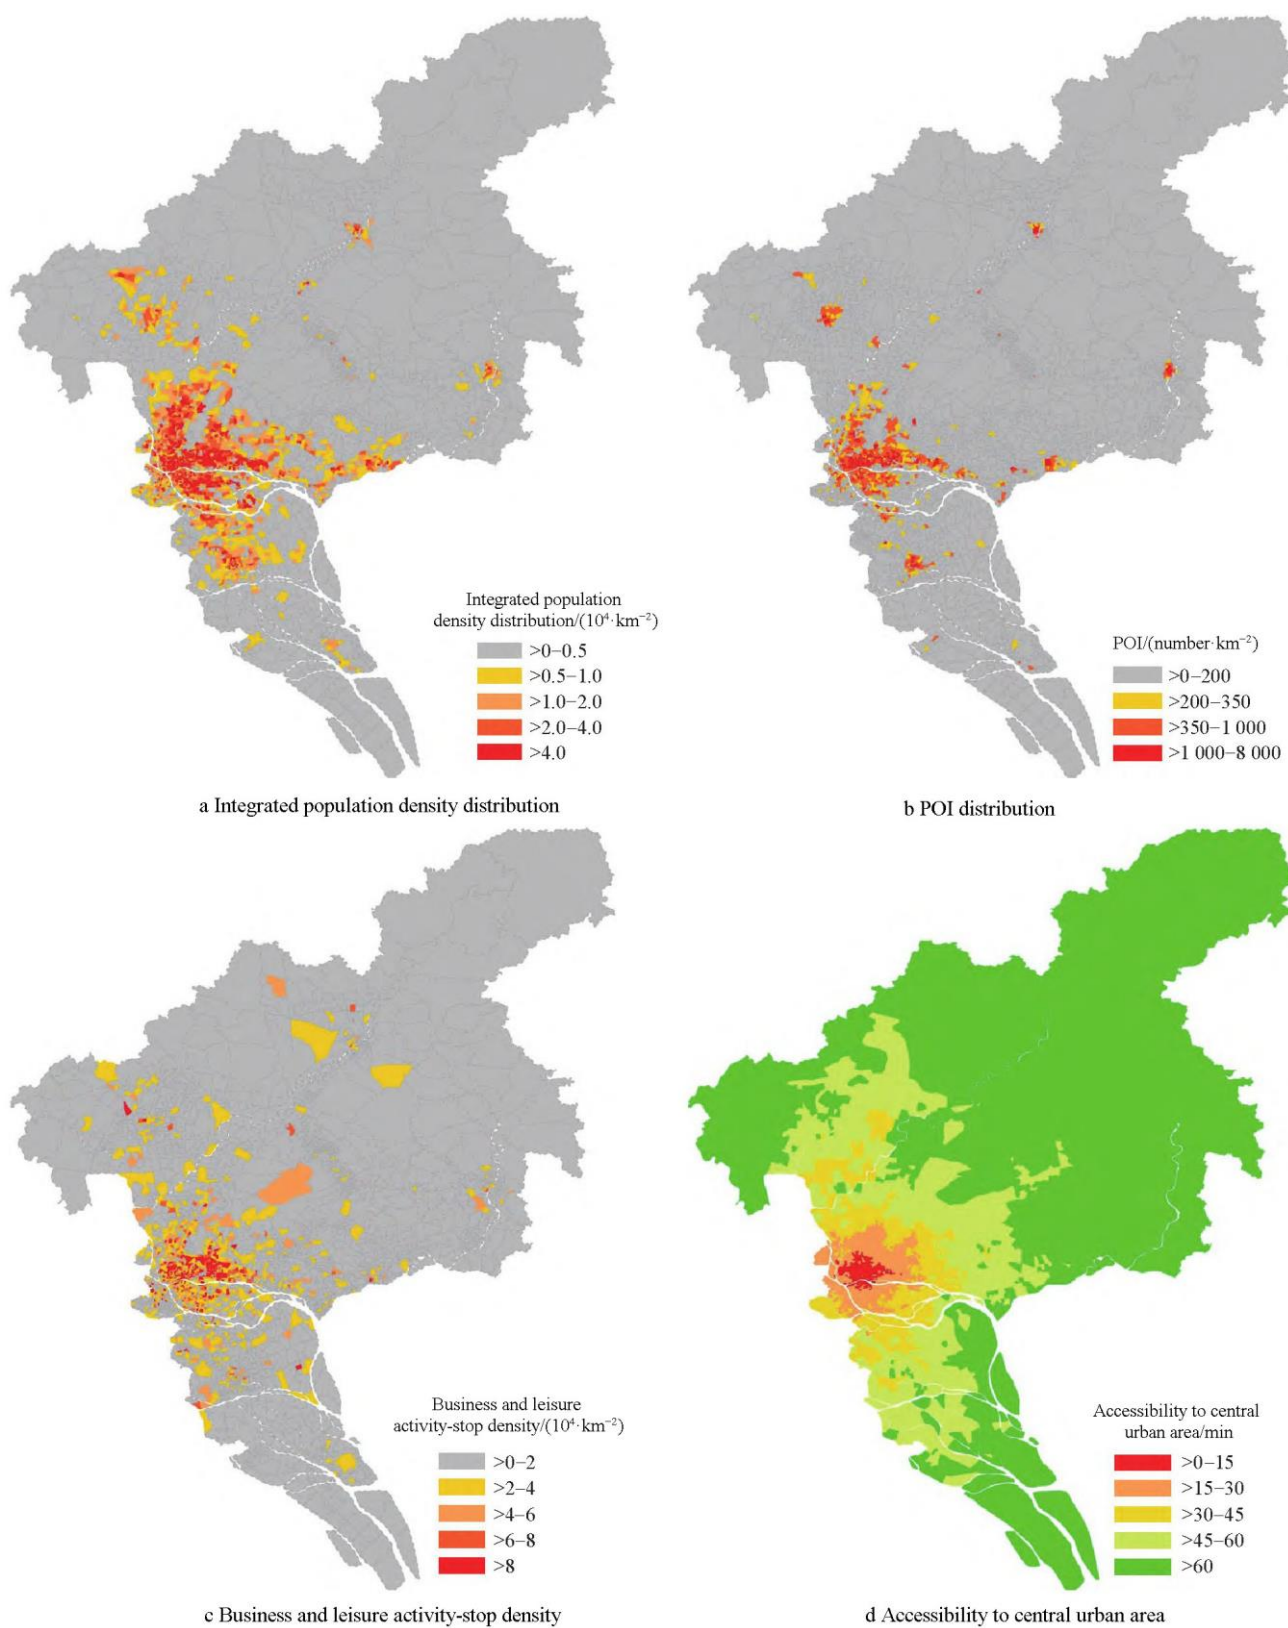 Integrated population
density distribution/(10⁴·km⁻²)
>0–0.5
>0.5–1.0
>1.0–2.0
>2.0–4.0
>4.0
a Integrated population density distribution
POI/(number·km⁻²)
>0–200
>200–350
>350–1 000
>1 000–8 000
b POI distribution
Business and leisure
activity-stop density/(10⁴·km⁻²)
>0–2
>2–4
>4–6
>6–8
>8
c Business and leisure activity-stop density
Accessibility to central
urban area/min
>0–15
>15–30
>30–45
>45–60
>60
d Accessibility to central urban area